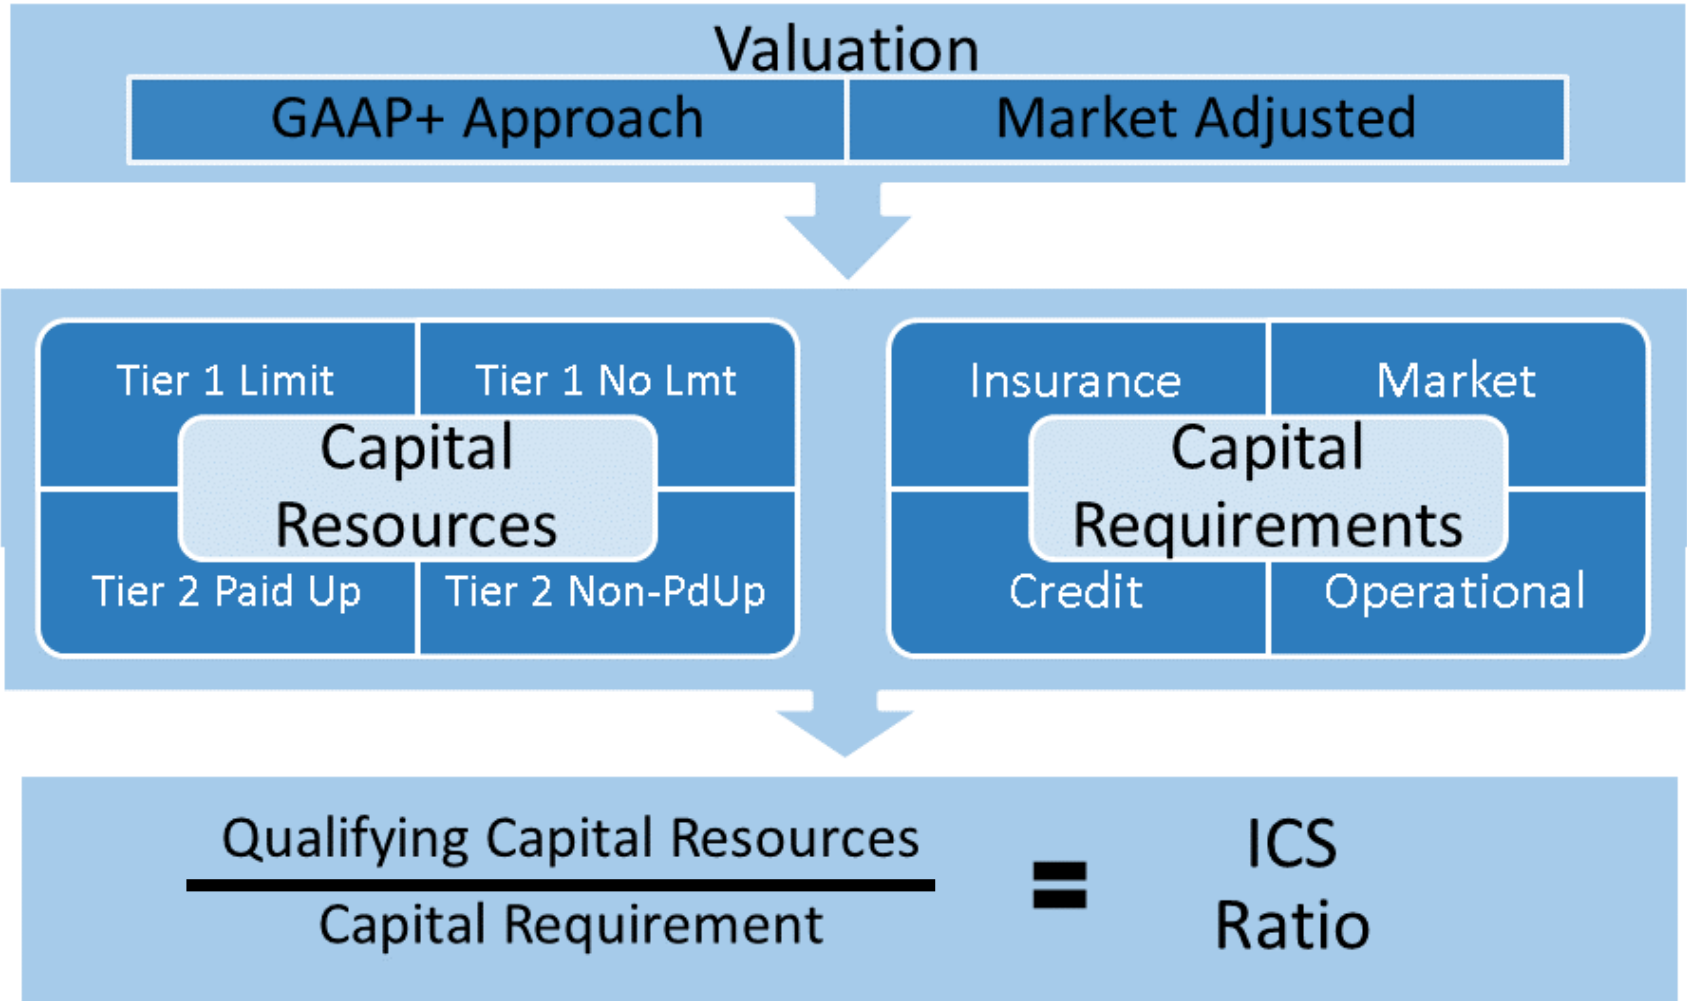 Valuation
GAAP+ Approach
Market Adjusted
Tier 1 Limit
Tier 1 No Lmt
Capital
Resources
Tier 2 Paid Up
Tier 2 Non-PdUp
Insurance
Market
Capital
Requirements
Credit
Operational
Qualifying Capital Resources
Capital Requirement
=
ICS
Ratio